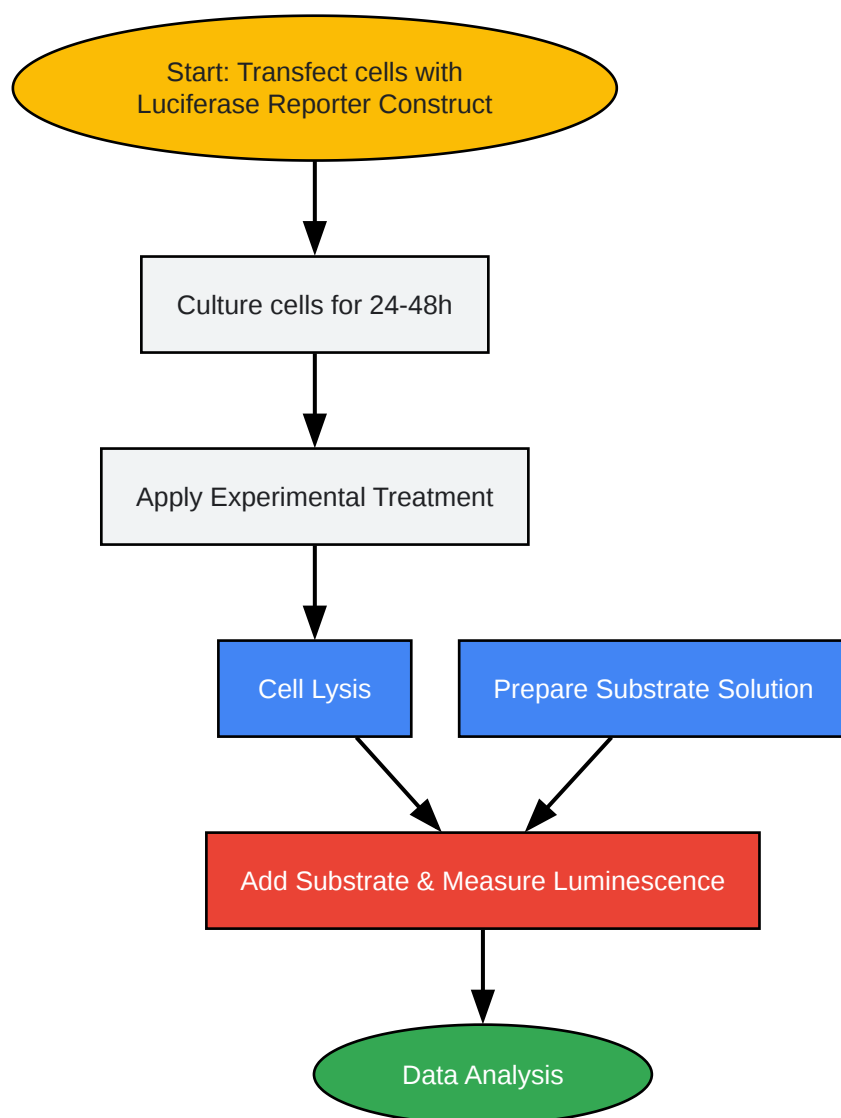 Start: Transfect cells with
Luciferase Reporter Construct
Culture cells for 24-48h
Apply Experimental Treatment
Cell Lysis
Prepare Substrate Solution
Add Substrate & Measure Luminescence
Data Analysis